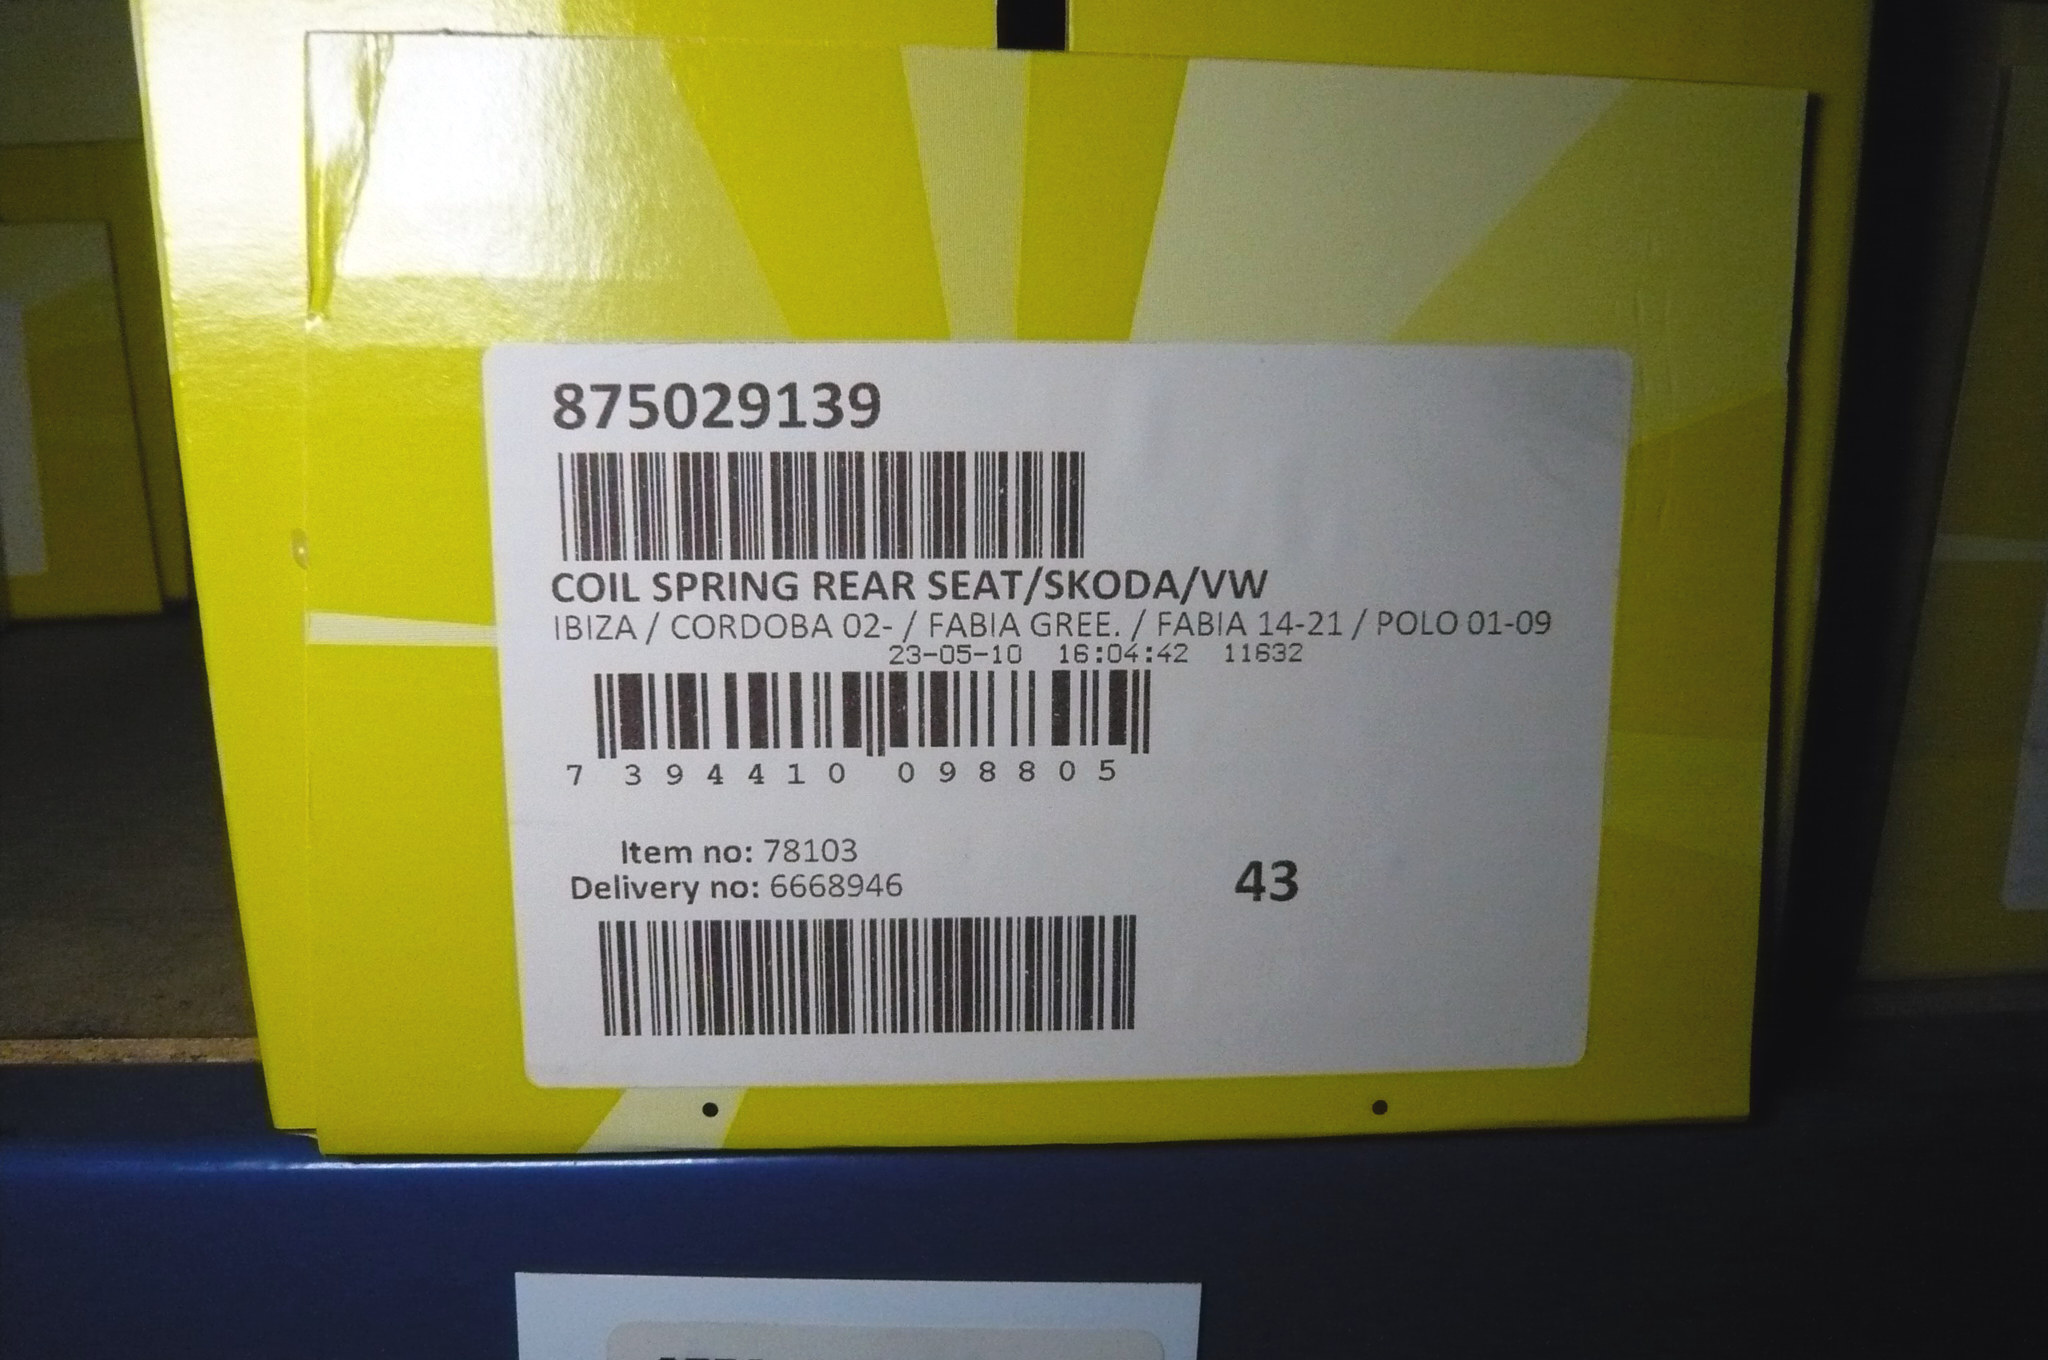 875029139
COIL SPRING REAR SEAT/SKODA/VW
IBIZA / CORDOBA 02- / FABIA GREE. / FABIA 14-21 / POLO 01-09
23-05-10 16:04:42 11632
7 394410 098805
Item no: 78103
Delivery no: 6668946
43